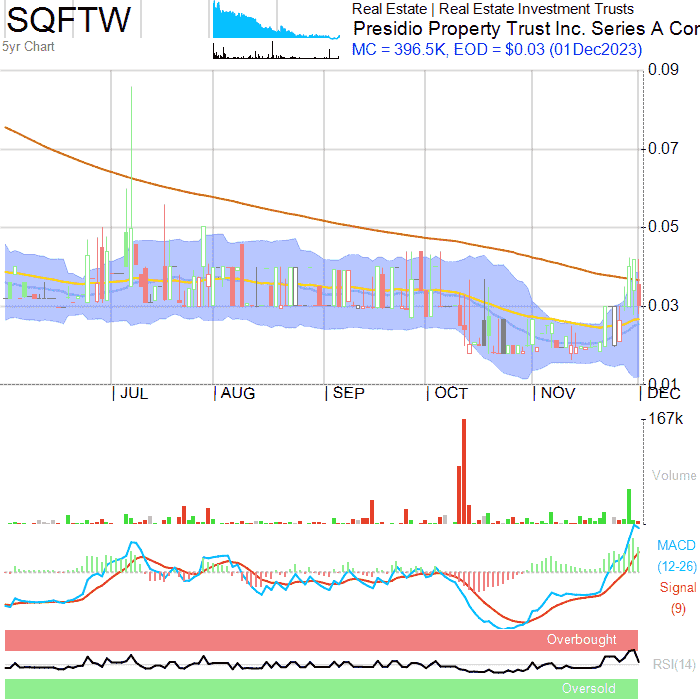 SQFTW
5yr Chart
Real Estate | Real Estate Investment Trusts
Presidio Property Trust Inc. Series A Cor
MC = 396.5K, EOD = $0.03 (01Dec2023)
0.09
0.07
0.05
0.03
0.01
JUL AUG SEP OCT NOV DEC
167k
Volume
MACD
(12-26)
Signal
(9)
Overbought
RSI(14)
Oversold